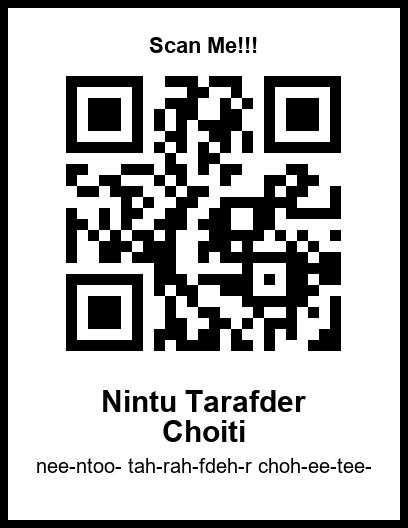 Scan Me!!!
Nintu Tarafder
Choiti
nee-ntoo- tah-rah-fdeh-r choh-ee-tee-